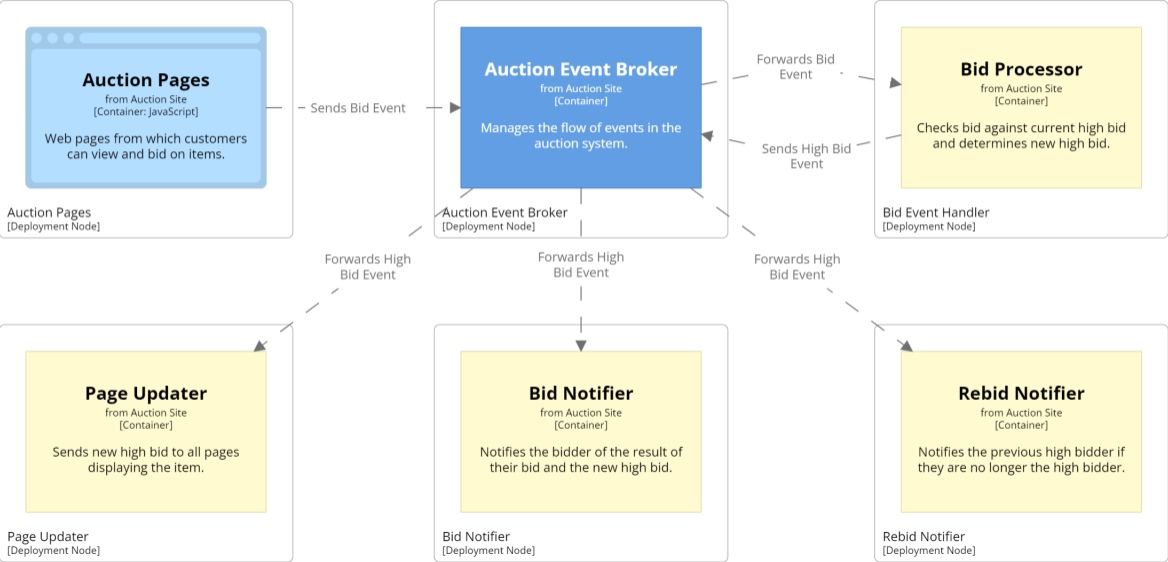 Auction Pages
from Auction Site
[Container: JavaScript]
Web pages from which customers
can view and bid on items.
Auction Pages
[Deployment Node]
Sends Bid Event
Auction Event Broker
from Auction Site
[Container]
Manages the flow of events in the
auction system.
Auction Event Broker
[Deployment Node]
Forwards Bid
Event
Sends High Bid
Event
Bid Processor
from Auction Site
[Container]
Checks bid against current high bid
and determines new high bid.
Bid Event Handler
[Deployment Node]
Forwards High
Bid Event
Forwards High
Bid Event
Forwards High
Bid Event
Page Updater
from Auction Site
[Container]
Sends new high bid to all pages
displaying the item.
Page Updater
[Deployment Node]
Bid Notifier
from Auction Site
[Container]
Notifies the bidder of the result of
their bid and the new high bid.
Bid Notifier
[Deployment Node]
Rebid Notifier
from Auction Site
[Container]
Notifies the previous high bidder if
they are no longer the high bidder.
Rebid Notifier
[Deployment Node]